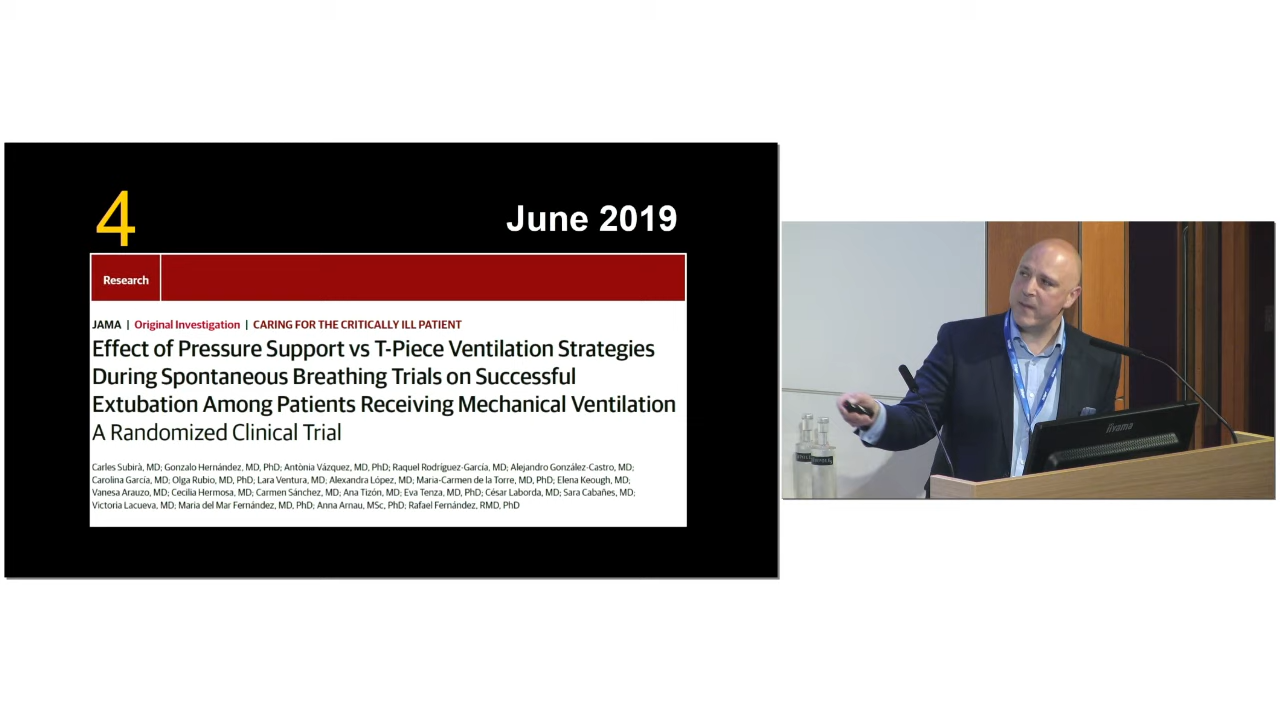 4
June 2019
Research
JAMA | Original Investigation | CARING FOR THE CRITICALLY ILL PATIENT
Effect of Pressure Support vs T-Piece Ventilation Strategies
During Spontaneous Breathing Trials on Successful
Extubation Among Patients Receiving Mechanical Ventilation
A Randomized Clinical Trial
Carles Subirà, MD; Gonzalo Hernández, MD, PhD; Antònia Vázquez, MD, PhD; Raquel Rodríguez-García, MD; Alejandro González-Castro, MD;
Carolina García, MD; Olga Rubio, MD, PhD; Lara Ventura, MD; Alexandra López, MD; Maria-Carmen de la Torre, MD, PhD; Elena Keough, MD;
Vanesa Arauzo, MD; Cecilia Hermosa, MD; Carmen Sánchez, MD; Ana Tizón, MD; Eva Tenza, MD, PhD; César Laborda, MD; Sara Cabañes, MD;
Victoria Lacueva, MD; Maria del Mar Fernández, MD, PhD; Anna Arnau, MSc, PhD; Rafael Fernández, RMD, PhD
iiyama